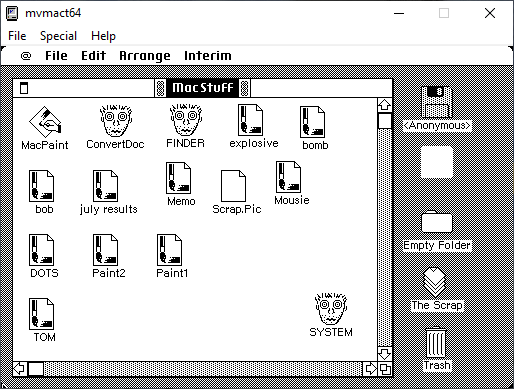 mvmact64
File Special Help
@ File Edit Arrange Interim
MacStuff
MacPaint ConvertDoc FINDER explosive bomb
bob july results Memo Scrap.Pic Mousie
DOTS Paint2 Paint1
TOM SYSTEM
<Anonymous>
Empty Folder
The Scrap
Trash